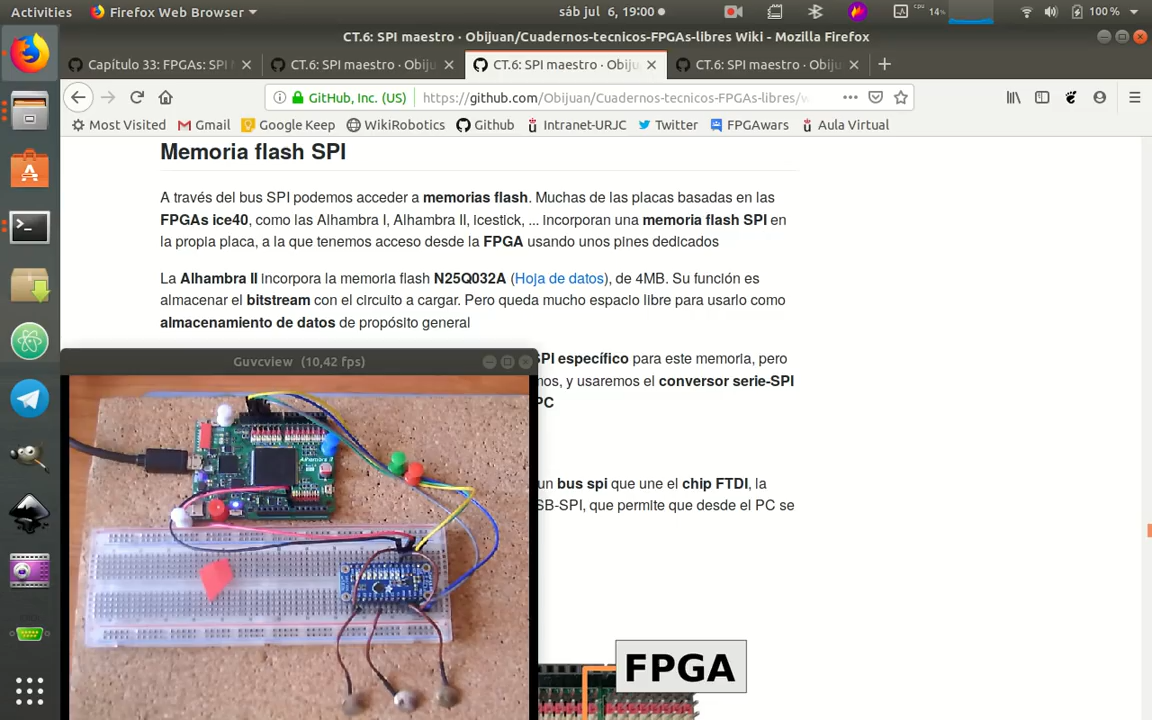 Activities
Firefox Web Browser
sáb jul 6, 19:00
cpu
14%
100 %
CT.6: SPI maestro · Obijuan/Cuadernos-tecnicos-FPGAs-libres Wiki - Mozilla Firefox
Capítulo 33: FPGAs: SPI M
CT.6: SPI maestro · Obiju
CT.6: SPI maestro · Obiju
CT.6: SPI maestro · Obiju
GitHub, Inc. (US)
https://github.com/Obijuan/Cuadernos-tecnicos-FPGAs-libres/w
Most Visited
Gmail
Google Keep
WikiRobotics
Github
Intranet-URJC
Twitter
FPGAwars
Aula Virtual
Memoria flash SPI
A través del bus SPI podemos acceder a memorias flash. Muchas de las placas basadas en las
FPGAs ice40, como las Alhambra I, Alhambra II, icestick, ... incorporan una memoria flash SPI en
la propia placa, a la que tenemos acceso desde la FPGA usando unos pines dedicados
La Alhambra II incorpora la memoria flash N25Q032A (Hoja de datos), de 4MB. Su función es
almacenar el bitstream con el circuito a cargar. Pero queda mucho espacio libre para usarlo como
almacenamiento de datos de propósito general
SPI específico para este memoria, pero
mos, y usaremos el conversor serie-SPI
PC
un bus spi que une el chip FTDI, la
SB-SPI, que permite que desde el PC se
Guvcview (10,42 fps)
Alhambra
FPGA